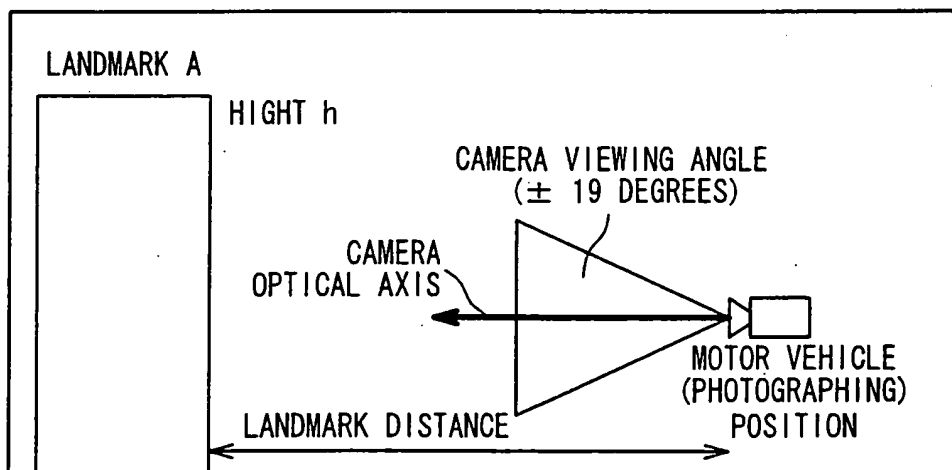 LANDMARK A
HIGHT h
CAMERA VIEWING ANGLE
(± 19 DEGREES)
CAMERA
OPTICAL AXIS
MOTOR VEHICLE
(PHOTOGRAPHING)
POSITION
LANDMARK DISTANCE